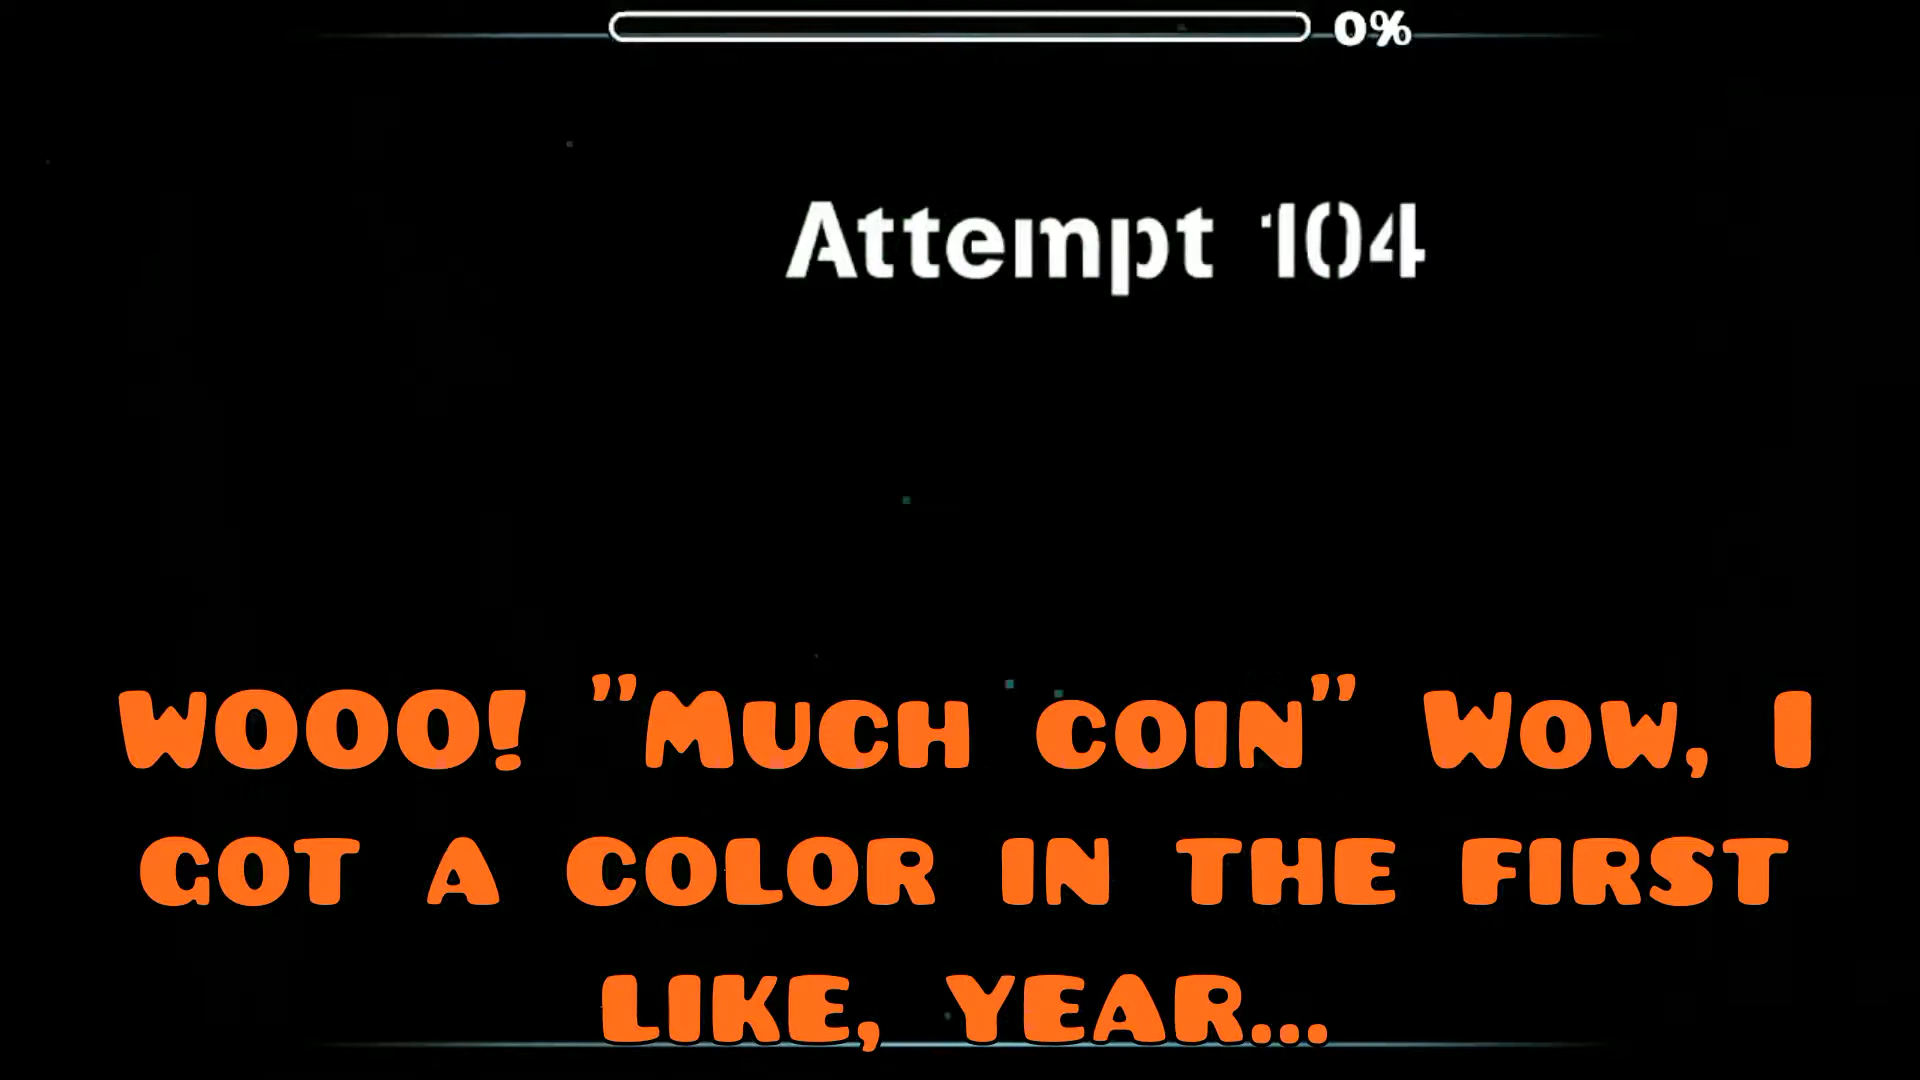 0%
Attempt 104
WOOO! "Much coin" Wow, I
got a color in the first
like, year...